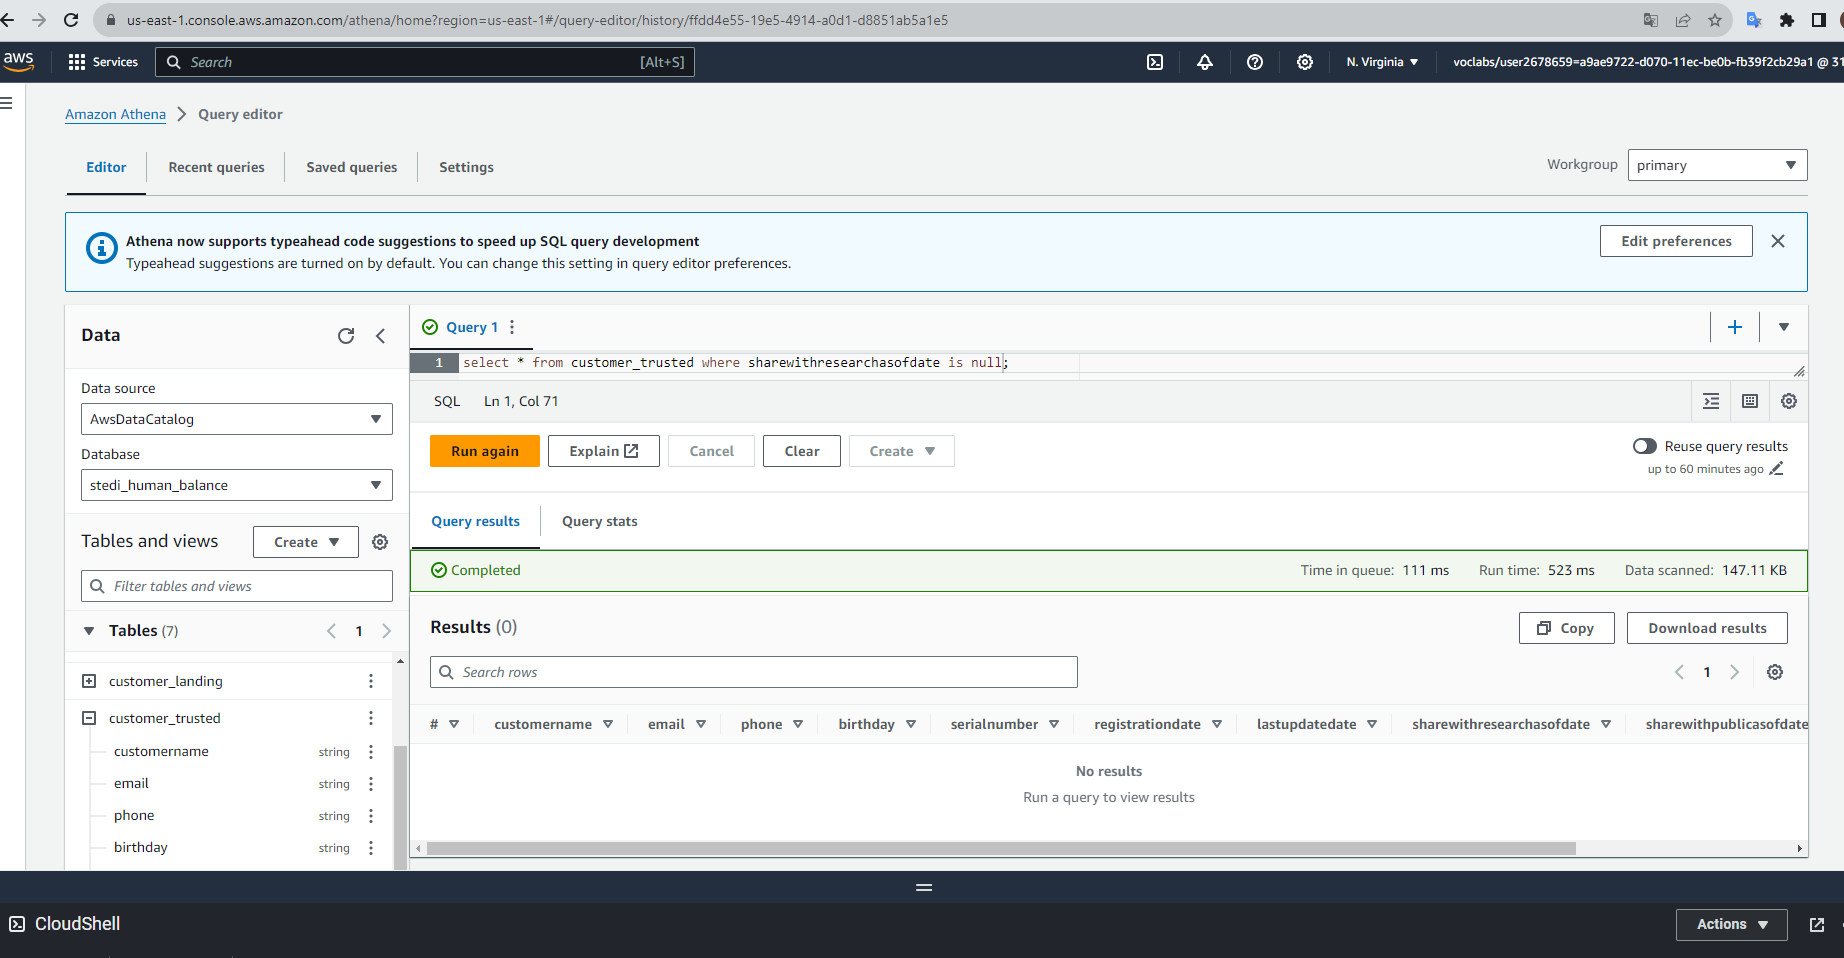 us-east-1.console.aws.amazon.com/athena/home?region=us-east-1#/query-editor/history/ffdd4e55-19e5-4914-a0d1-d8851ab5a1e5
aws Services Search [Alt+S] N. Virginia voclabs/user2678659=a9ae9722-d070-11ec-be0b-fb39f2cb29a1 @ 31
Amazon Athena Query editor
Editor Recent queries Saved queries Settings Workgroup primary
Athena now supports typeahead code suggestions to speed up SQL query development
Typeahead suggestions are turned on by default. You can change this setting in query editor preferences.
Edit preferences
Data
Data source
AwsDataCatalog
Database
stedi_human_balance
Tables and views Create
Filter tables and views
Tables (7) 1
customer_landing
customer_trusted
customername string
email string
phone string
birthday string
Query 1
1 select * from customer_trusted where sharewithresearchasofdate is null;
SQL Ln 1, Col 71
Run again Explain Cancel Clear Create
Reuse query results
up to 60 minutes ago
Query results Query stats
Completed Time in queue: 111 ms Run time: 523 ms Data scanned: 147.11 KB
Results (0) Copy Download results
Search rows 1
# customername email phone birthday serialnumber registrationdate lastupdatedate sharewithresearchasofdate sharewithpublicasofdate
No results
Run a query to view results
CloudShell Actions